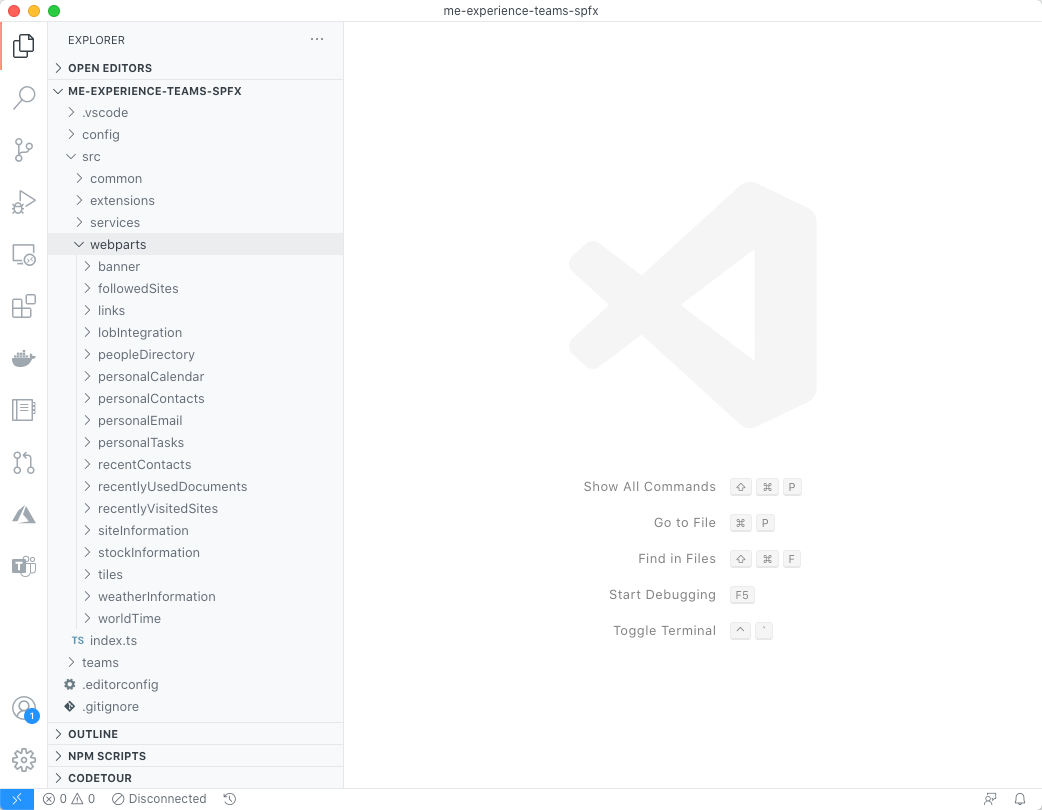 me-experience-teams-spfx
EXPLORER
OPEN EDITORS
ME-EXPERIENCE-TEAMS-SPFX
.vscode
config
src
common
extensions
services
webparts
banner
followedSites
links
lobIntegration
peopleDirectory
personalCalendar
personalContacts
personalEmail
personalTasks
recentContacts
recentlyUsedDocuments
recentlyVisitedSites
siteInformation
stockInformation
tiles
weatherInformation
worldTime
TS index.ts
teams
.editorconfig
.gitignore
OUTLINE
NPM SCRIPTS
CODETOUR
Show All Commands ⇧ ⌘ P
Go to File ⌘ P
Find in Files ⇧ ⌘ F
Start Debugging F5
Toggle Terminal ^ `
T
1
0 0 Disconnected